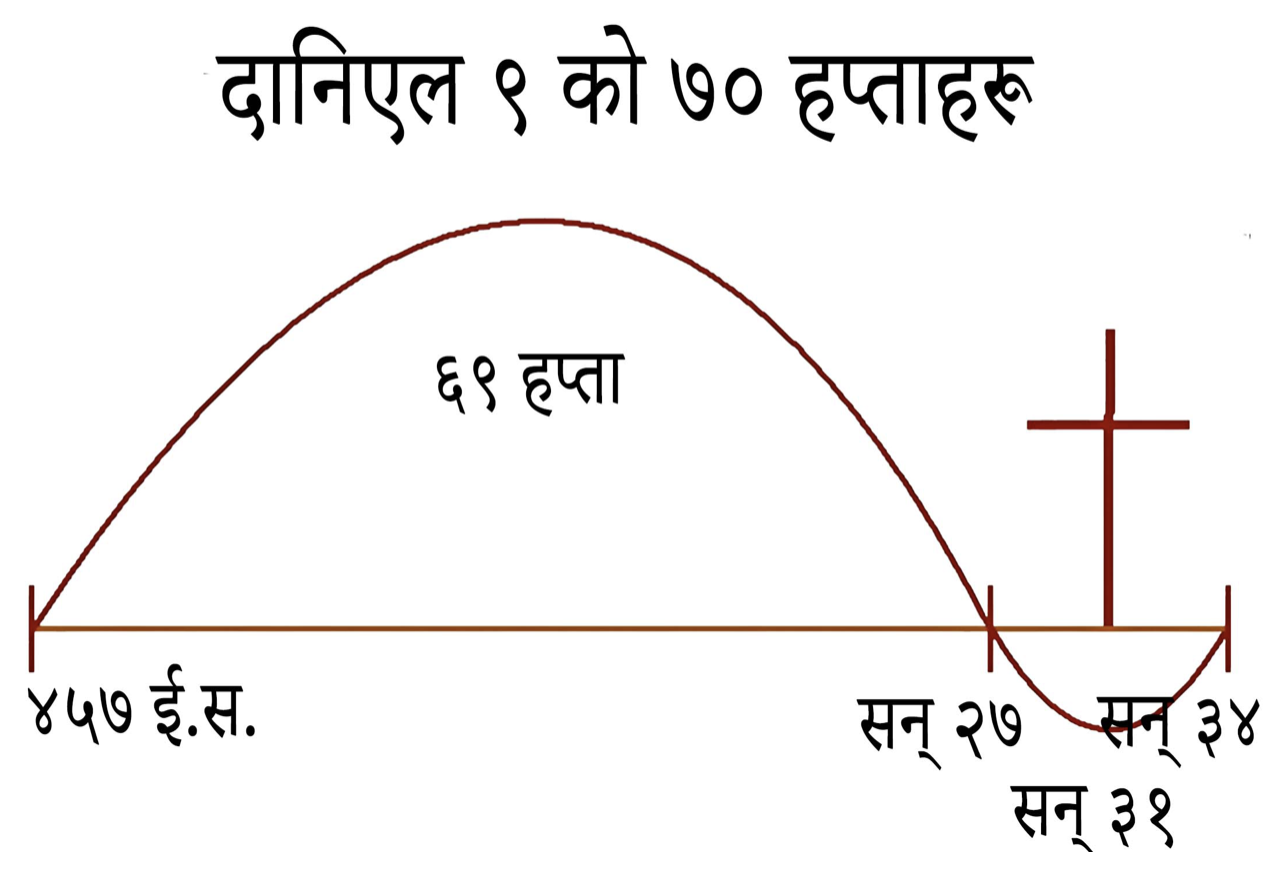 दानिएल ९ को ७० हप्ताहरू
६९ हप्ता
४५७ ई.स.
सन् २७
सन् ३४
सन् ३१